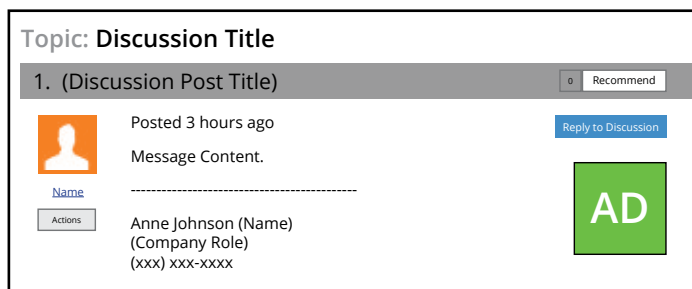 Topic: Discussion Title
1. (Discussion Post Title)
0 Recommend
Posted 3 hours ago
Reply to Discussion
Message Content.
Name
--------------------------------------------
Actions
Anne Johnson (Name)
(Company Role)
(xxx) xxx-xxxx
AD